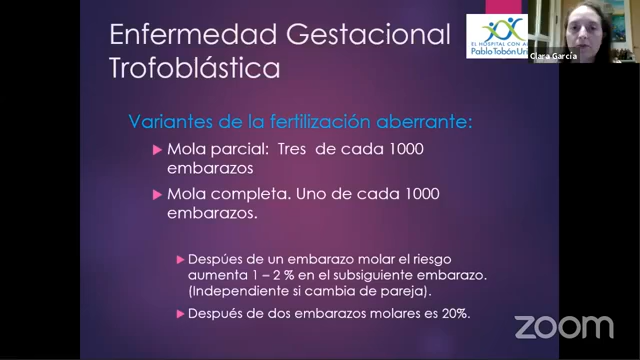 Enfermedad Gestacional
Trofoblástica
EL HOSPITAL CON
Pablo Tobón Uri
Clara García
Variantes de la fertilización aberrante:
Mola parcial: Tres de cada 1000
embarazos
Mola completa. Uno de cada 1000
embarazos.
Despúes de un embarazo molar el riesgo
aumenta 1 – 2 % en el subsiguiente embarazo.
(Independiente si cambia de pareja).
Después de dos embarazos molares es 20%.
zoom